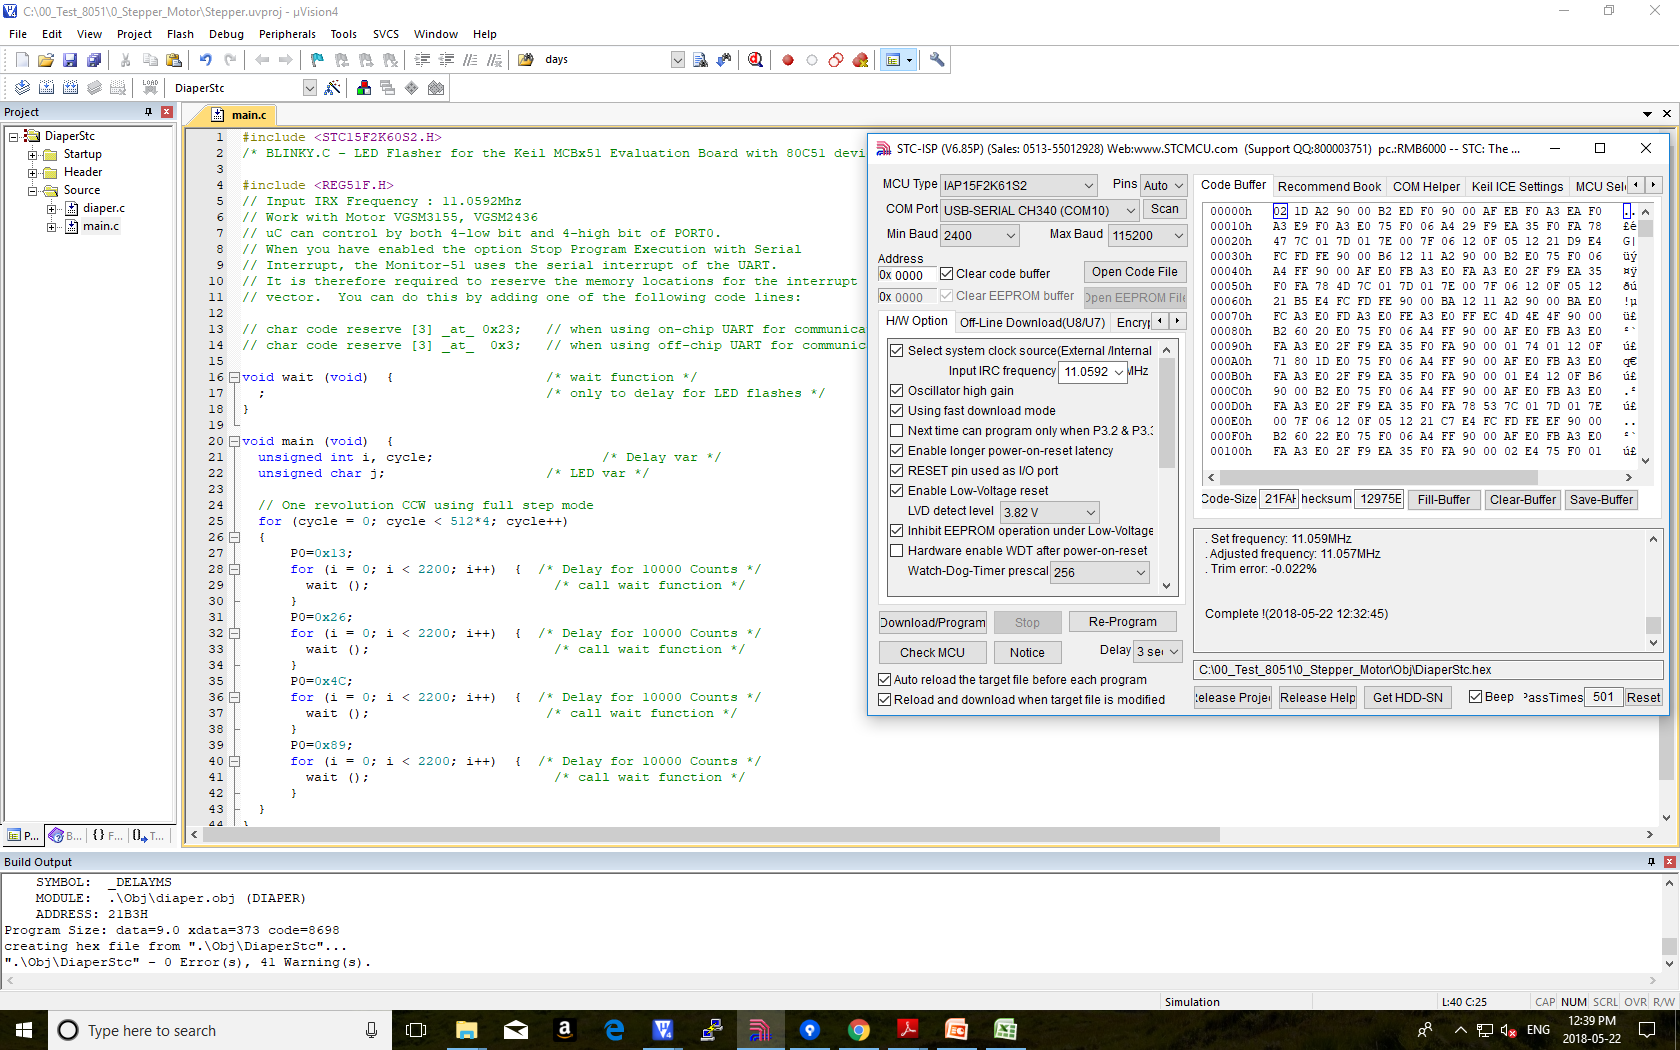 C:\00_Test_8051\0_Stepper_Motor\Stepper.uvproj - µVision4
File Edit View Project Flash Debug Peripherals Tools SVCS Window Help
days
LOAD DiaperStc
Project
DiaperStc
Startup
Header
Source
diaper.c
main.c
P... B... {} F... 0 T...
main.c
1 #include <STC15F2K60S2.H>
2 /* BLINKY.C - LED Flasher for the Keil MCBx51 Evaluation Board with 80C51 devi
3
4 #include <REG51F.H>
5 // Input IRX Frequency : 11.0592Mhz
6 // Work with Motor VGSM3155, VGSM2436
7 // uC can control by both 4-low bit and 4-high bit of PORT0.
8 // When you have enabled the option Stop Program Execution with Serial
9 // Interrupt, the Monitor-51 uses the serial interrupt of the UART.
10 // It is therefore required to reserve the memory locations for the interrupt
11 // vector.  You can do this by adding one of the following code lines:
12
13 // char code reserve [3] _at_ 0x23;   // when using on-chip UART for communica
14 // char code reserve [3] _at_  0x3;   // when using off-chip UART for communic
15
16 void wait (void)  {                   /* wait function */
17   ;                                   /* only to delay for LED flashes */
18 }
19
20 void main (void)  {
21   unsigned int i, cycle;                     /* Delay var */
22   unsigned char j;                    /* LED var */
23
24   // One revolution CCW using full step mode
25   for (cycle = 0; cycle < 512*4; cycle++)
26   {
27       P0=0x13;
28       for (i = 0; i < 2200; i++)  {  /* Delay for 10000 Counts */
29         wait ();                       /* call wait function */
30       }
31       P0=0x26;
32       for (i = 0; i < 2200; i++)  {  /* Delay for 10000 Counts */
33         wait ();                       /* call wait function */
34       }
35       P0=0x4C;
36       for (i = 0; i < 2200; i++)  {  /* Delay for 10000 Counts */
37         wait ();                      /* call wait function */
38       }
39       P0=0x89;
40       for (i = 0; i < 2200; i++)  {  /* Delay for 10000 Counts */
41         wait ();                       /* call wait function */
42       }
43   }
44 }
STC-ISP (V6.85P) (Sales: 0513-55012928) Web:www.STCMCU.com (Support QQ:800003751) pc.:RMB6000 -- STC: The ...
MCU Type IAP15F2K61S2 Pins Auto
COM Port USB-SERIAL CH340 (COM10) Scan
Min Baud 2400 Max Baud 115200
Address
0x 0000 Clear code buffer Open Code File
0x 0000 Clear EEPROM buffer Open EEPROM File
H/W Option Off-Line Download(U8/U7) Encryp
Select system clock source(External /Internal
Input IRC frequency 11.0592 MHz
Oscillator high gain
Using fast download mode
Next time can program only when P3.2 & P3.3
Enable longer power-on-reset latency
RESET pin used as I/O port
Enable Low-Voltage reset
LVD detect level 3.82 V
Inhibit EEPROM operation under Low-Voltage
Hardware enable WDT after power-on-reset
Watch-Dog-Timer prescal 256
Download/Program Stop Re-Program
Check MCU Notice Delay 3 sec
Auto reload the target file before each program
Reload and download when target file is modified
Code Buffer Recommend Book COM Helper Keil ICE Settings MCU Sel
00000h 02 1D A2 90 00 B2 ED F0 90 00 AF EB F0 A3 EA F0 ..
00010h A3 E9 F0 A3 E0 75 F0 06 A4 29 F9 EA 35 F0 FA 78 £é
00020h 47 7C 01 7D 01 7E 00 7F 06 12 0F 05 12 21 D9 E4 G|
00030h FC FD FE 90 00 B6 12 11 A2 90 00 B2 E0 75 F0 06 üý
00040h A4 FF 90 00 AF E0 FB A3 E0 FA A3 E0 2F F9 EA 35 ¤ÿ
00050h F0 FA 78 4D 7C 01 7D 01 7E 00 7F 06 12 0F 05 12 ðú
00060h 21 B5 E4 FC FD FE 90 00 BA 12 11 A2 90 00 BA E0 !µ
00070h FC A3 E0 FD A3 E0 FE A3 E0 FF EC 4D 4E 4F 90 00 ü£
00080h B2 60 20 E0 75 F0 06 A4 FF 90 00 AF E0 FB A3 E0 ²`
00090h FA A3 E0 2F F9 EA 35 F0 FA 90 00 01 74 01 12 0F ú£
000A0h 71 80 1D E0 75 F0 06 A4 FF 90 00 AF E0 FB A3 E0 q€
000B0h FA A3 E0 2F F9 EA 35 F0 FA 90 00 01 E4 12 0F B6 ú£
000C0h 90 00 B2 E0 75 F0 06 A4 FF 90 00 AF E0 FB A3 E0 .²
000D0h FA A3 E0 2F F9 EA 35 F0 FA 78 53 7C 01 7D 01 7E ú£
000E0h 00 7F 06 12 0F 05 12 21 C7 E4 FC FD FE EF 90 00 ..
000F0h B2 60 22 E0 75 F0 06 A4 FF 90 00 AF E0 FB A3 E0 ²`
00100h FA A3 E0 2F F9 EA 35 F0 FA 90 00 02 E4 75 F0 01 ú£
Code-Size 21FAH hecksum 12975E Fill-Buffer Clear-Buffer Save-Buffer
. Set frequency: 11.059MHz
. Adjusted frequency: 11.057MHz
. Trim error: -0.022%
Complete !(2018-05-22 12:32:45)
C:\00_Test_8051\0_Stepper_Motor\Obj\DiaperStc.hex
Release Projec Release Help Get HDD-SN Beep PassTimes 501 Reset
Build Output
SYMBOL:  _DELAYMS
MODULE:  .\Obj\diaper.obj (DIAPER)
ADDRESS: 21B3H
Program Size: data=9.0 xdata=373 code=8698
creating hex file from ".\Obj\DiaperStc"...
".\Obj\DiaperStc" - 0 Error(s), 41 Warning(s).
Simulation L:40 C:25 CAP NUM SCRL OVR R/W
Type here to search
ENG 12:39 PM
2018-05-22